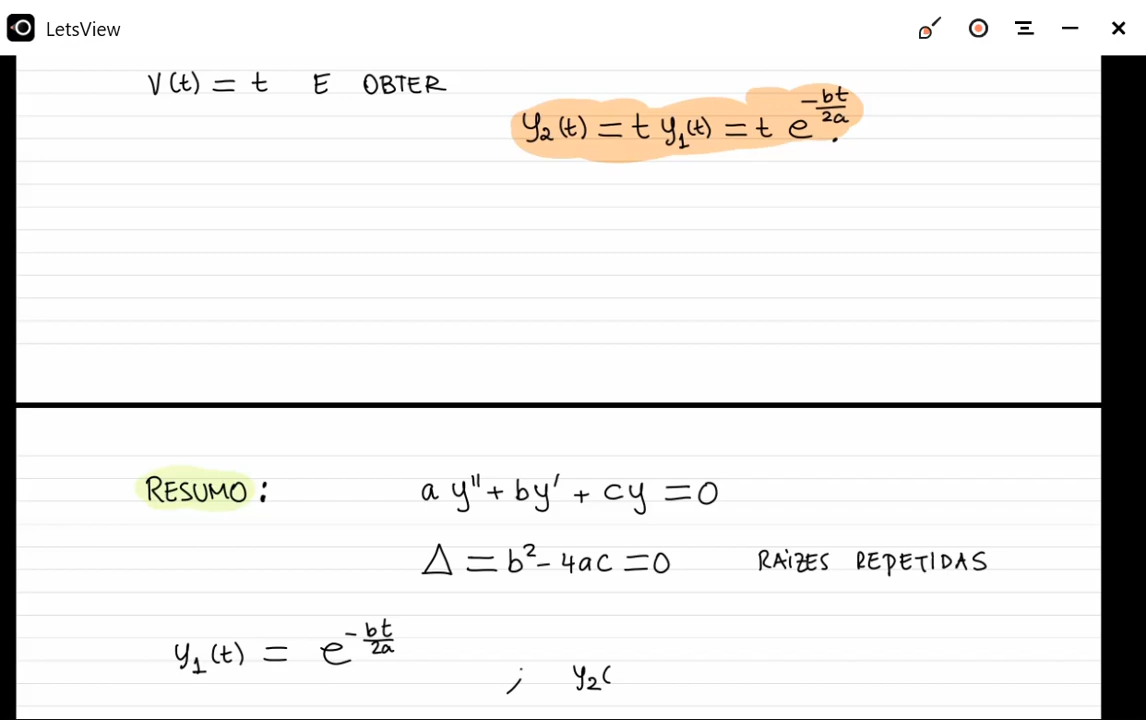 LetsView
V(t) = t E OBTER
y₂(t) = t y₁(t) = t e^(-bt/2a).
RESUMO: a y'' + by' + cy = 0
Δ = b² - 4ac = 0 RAÍZES REPETIDAS
y₁(t) = e^(-bt/2a) ; y₂(